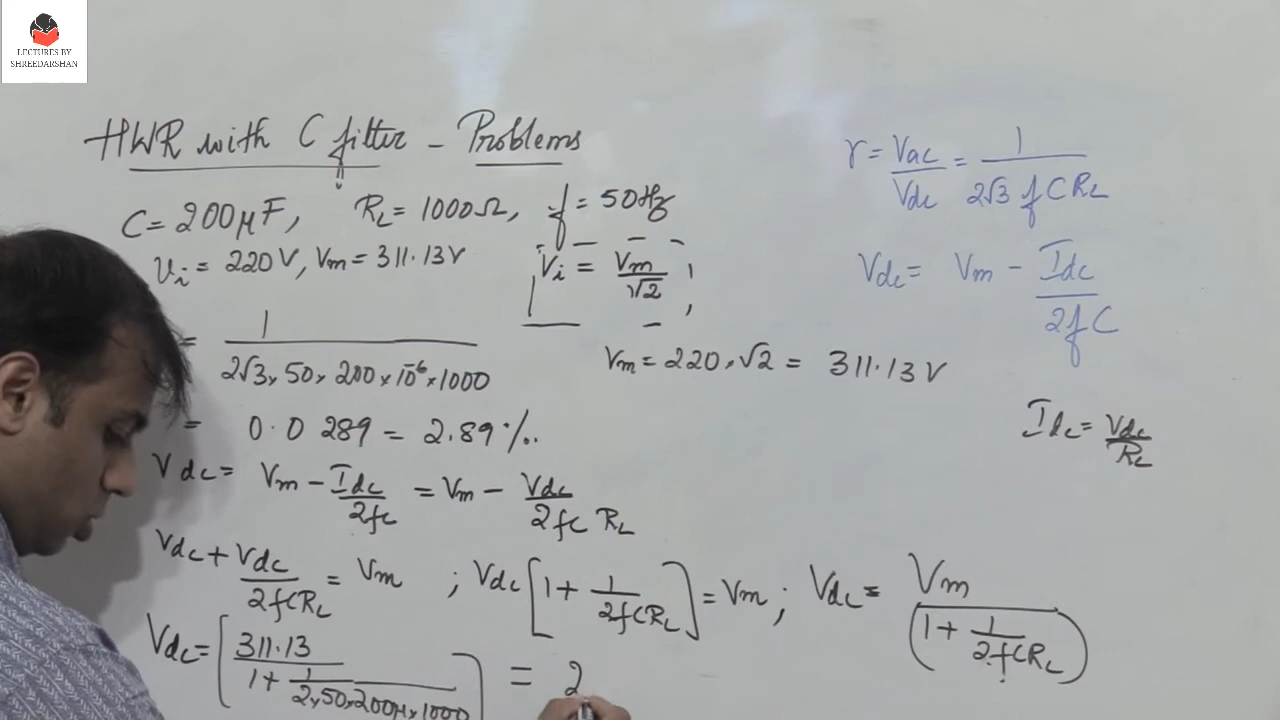 LECTURES BY
SHREEDARSHAN
HWR with C filter - Problems
C = 200μF, RL = 1000Ω, f = 50Hz
Vi = 220V, Vm = 311.13V
Vi = Vm/√2
= 1/(2√3 × 50 × 200 × 10⁻⁶ × 1000)
Vm = 220 × √2 = 311.13V
= 0.0289 = 2.89%.
Vdc = Vm - Idc/2fC = Vm - Vdc/2fC RL
Vdc + Vdc/2fCRL = Vm ; Vdc[1 + 1/2fCRL] = Vm ; Vdc = Vm/(1 + 1/2fCRL)
Vdc = [311.13/1 + 1/2×50×200μ×1000] = 2
r = Vac/Vdc = 1/2√3 fCRL
Vdc = Vm - Idc/2fC
Idc = Vdc/RL